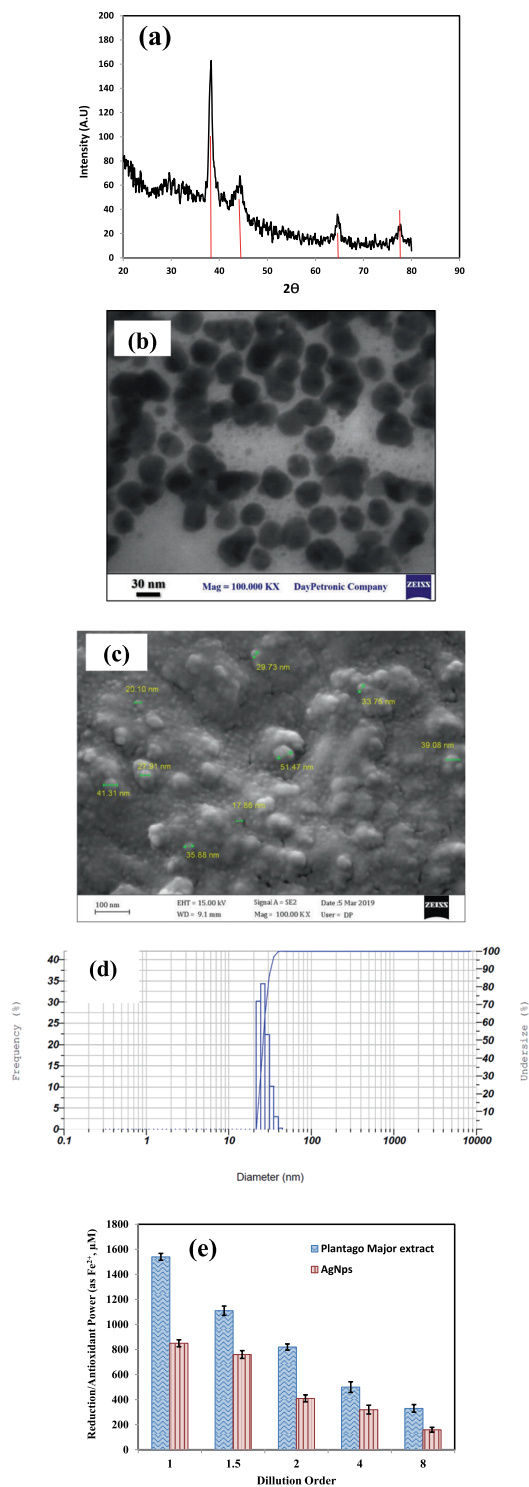 (a)
Intensity (A.U)
200
180
160
140
120
100
80
60
40
20
0
20 30 40 50 60 70 80 90
2Θ
(b)
30 nm
Mag = 100.000 KX DayPetronic Company
ZEISS
(c)
29.73 nm
20.10 nm
33.75 nm
39.08 nm
27.91 nm
51.47 nm
41.31 nm
17.86 nm
35.88 nm
100 nm
EHT = 15.00 kV Signal A = SE2 Date :5 Mar 2019
WD = 9.1 mm Mag = 100.00 KX User = DP
ZEISS
(d)
Frequency (%)
40
35
30
25
20
15
10
5
0
100
90
80
70
60
50
40
30
20
10
Undersize (%)
0.1 1 10 100 1000 10000
Diameter (nm)
(e)
Reduction/Antioxidant Power (as Fe²⁺, µM)
1800
1600
1400
1200
1000
800
600
400
200
0
Plantago Major extract
AgNps
1 1.5 2 4 8
Dillution Order